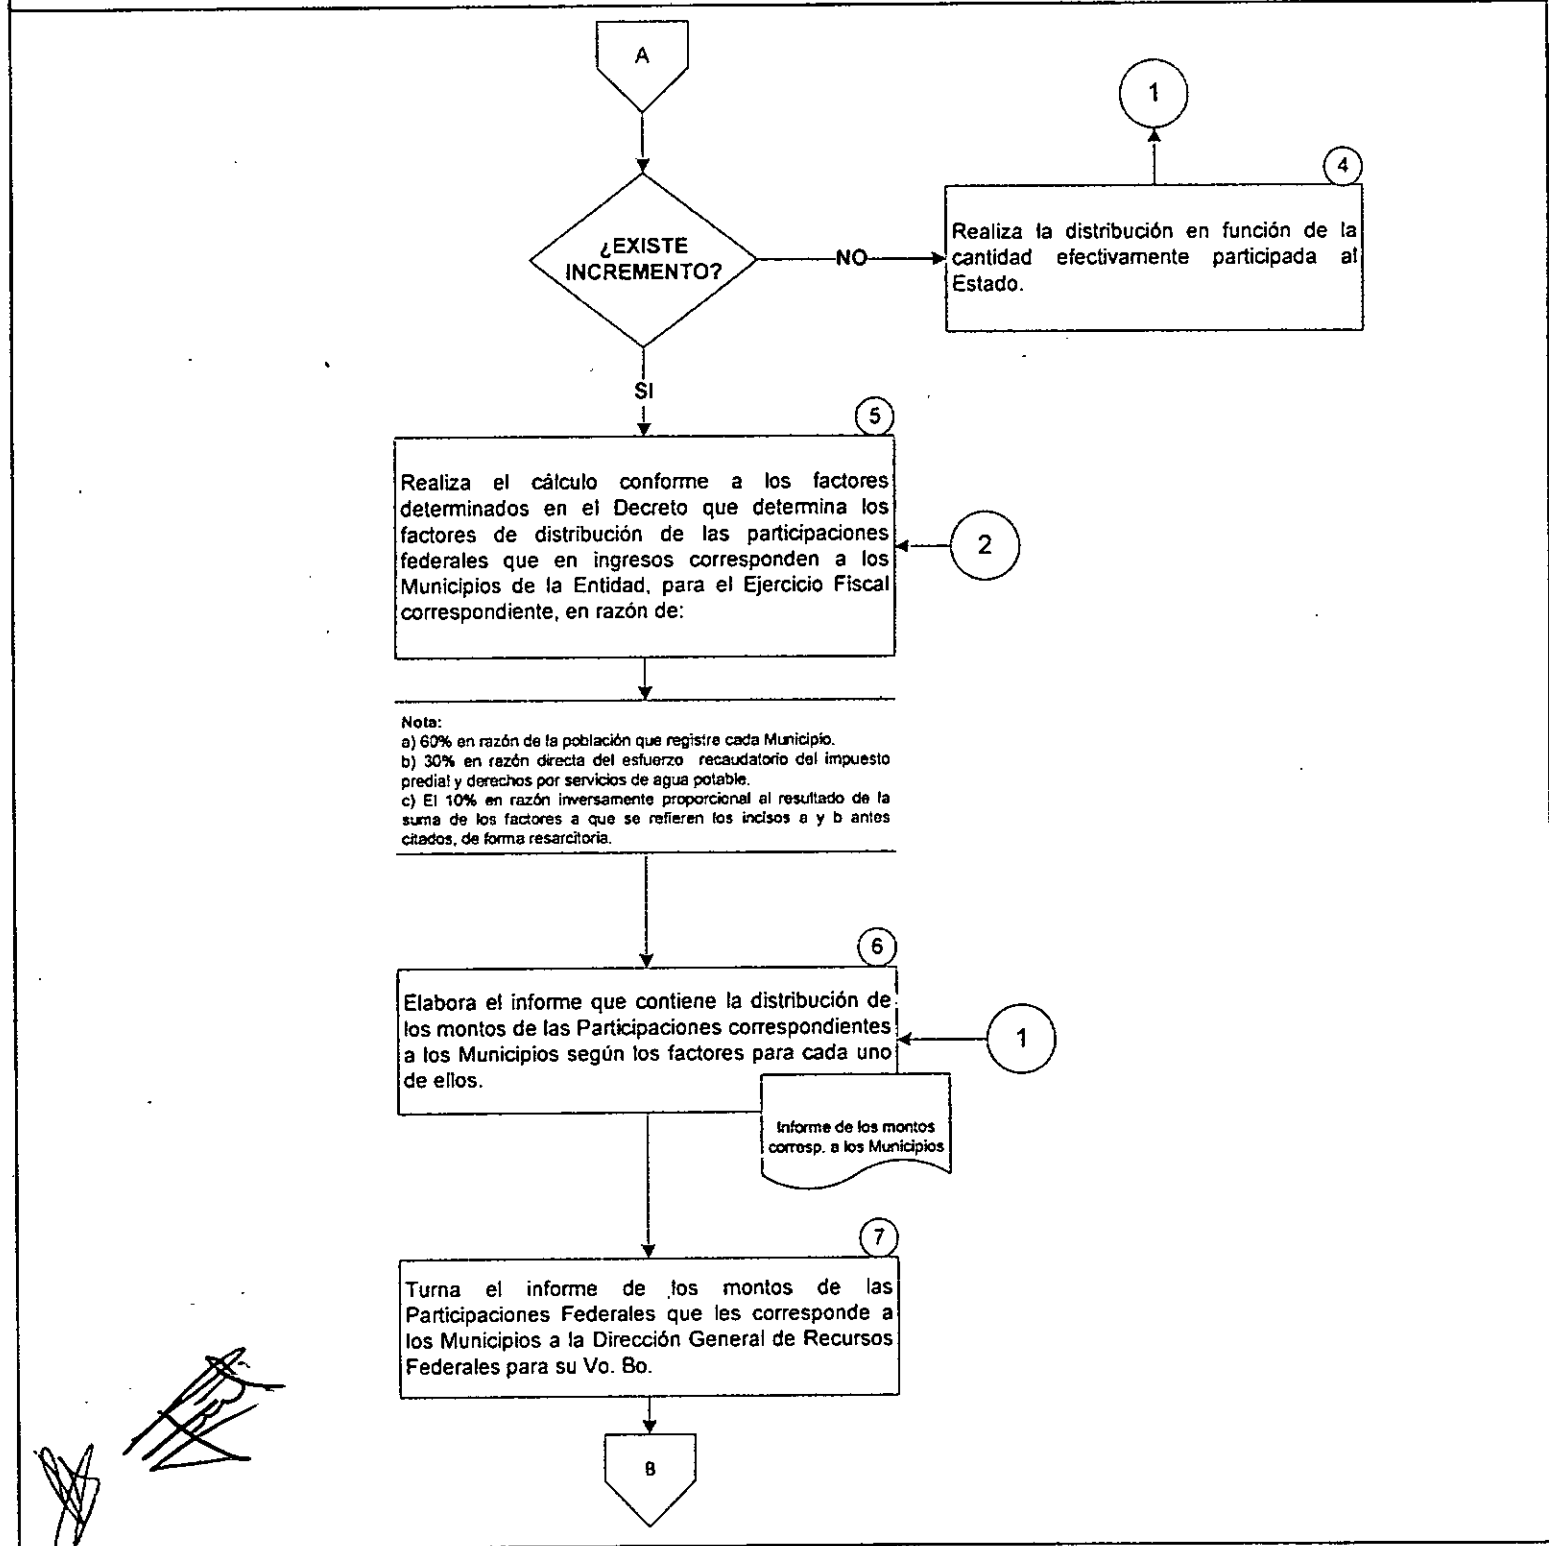 A
1
4
¿EXISTE
INCREMENTO?
NO
Realiza la distribución en función de la
cantidad efectivamente participada al
Estado.
SI
5
Realiza el cálculo conforme a los factores
determinados en el Decreto que determina los
factores de distribución de las participaciones
federales que en ingresos corresponden a los
Municipios de la Entidad, para el Ejercicio Fiscal
correspondiente, en razón de:
2
Nota:
a) 60% en razón de la población que registre cada Municipio.
b) 30% en razón directa del esfuerzo recaudatorio del impuesto
predial y derechos por servicios de agua potable.
c) El 10% en razón inversamente proporcional al resultado de la
suma de los factores a que se refieren los incisos a y b antes
citados, de forma resarcitoria.
6
Elabora el informe que contiene la distribución de
los montos de las Participaciones correspondientes
a los Municipios según los factores para cada uno
de ellos.
1
Informe de los montos
corresp. a los Municipios
7
Turna el informe de los montos de las
Participaciones Federales que les corresponde a
los Municipios a la Dirección General de Recursos
Federales para su Vo. Bo.
B